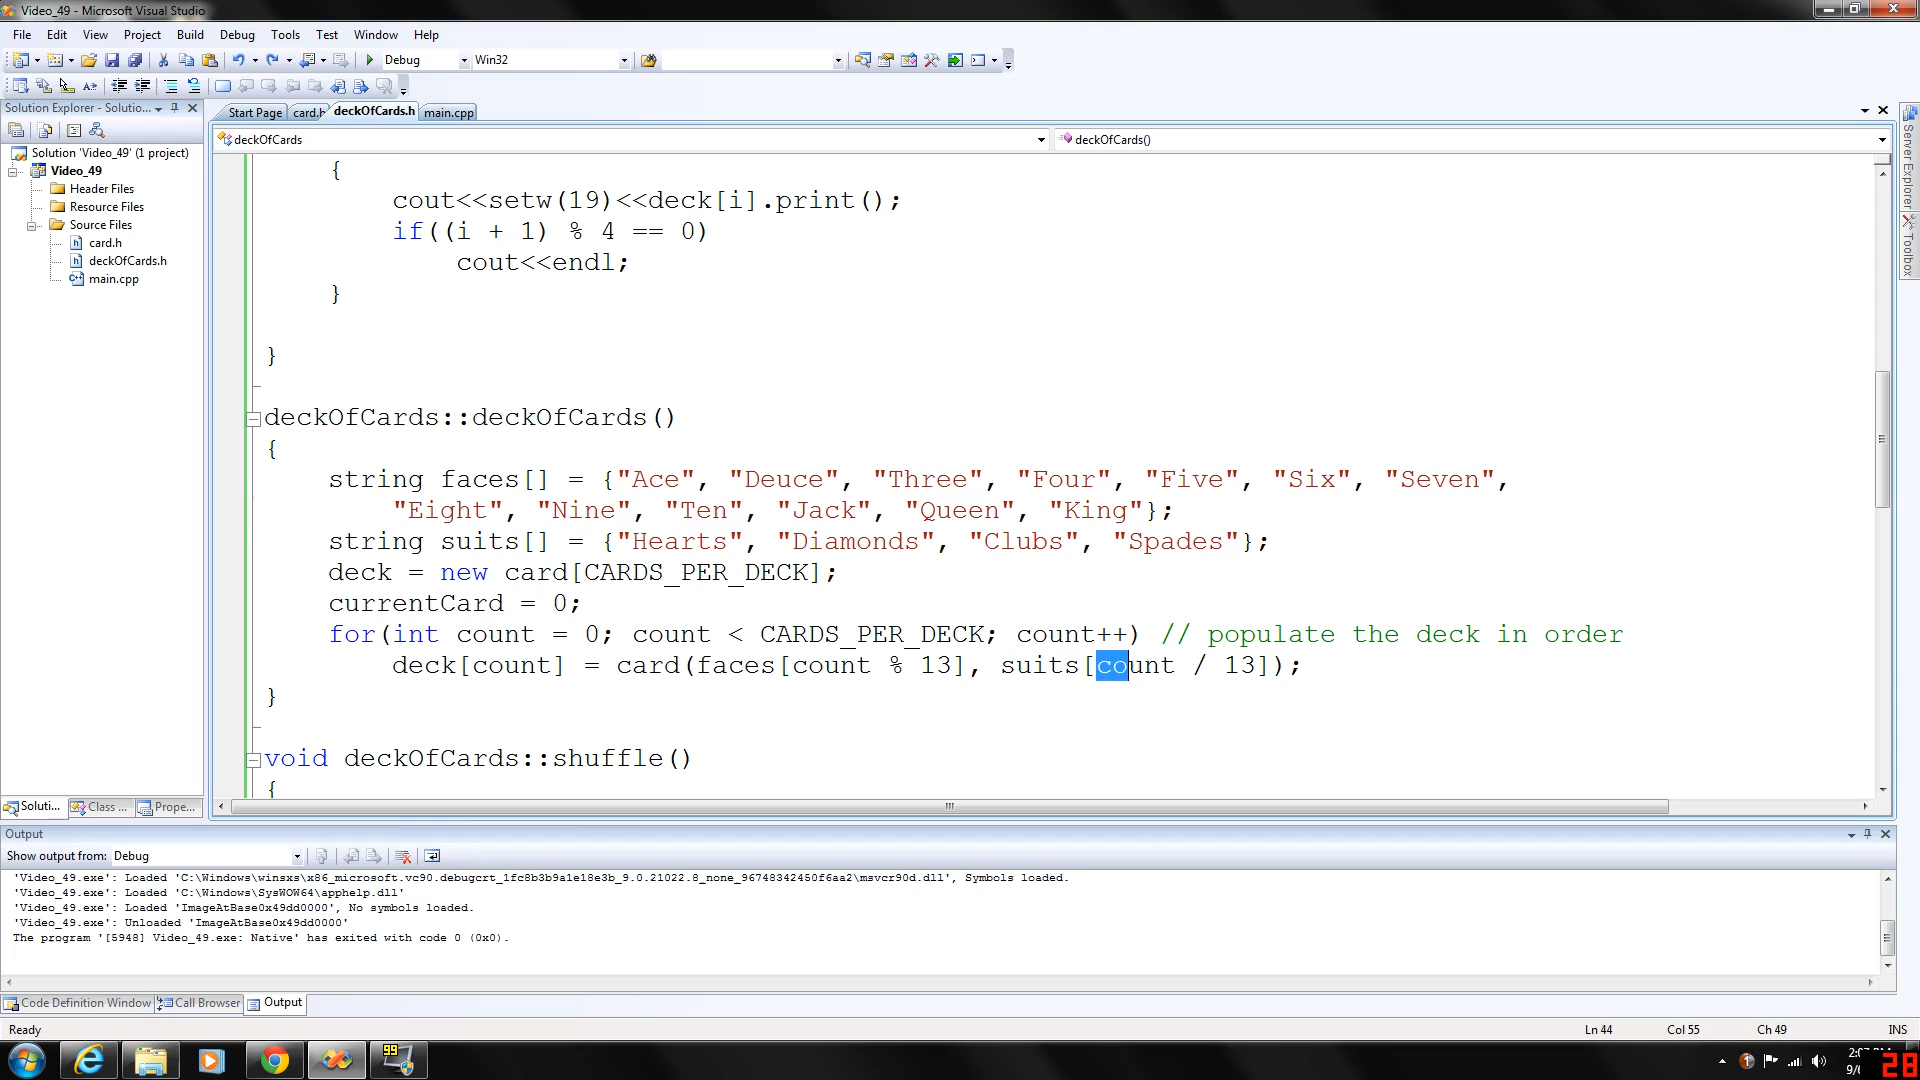 Video_49 - Microsoft Visual Studio
File Edit View Project Build Debug Tools Test Window Help
Debug Win32
Solution Explorer - Solutio...
Start Page card.h deckOfCards.h main.cpp
deckOfCards deckOfCards()
Solution 'Video_49' (1 project)
Video_49
Header Files
Resource Files
Source Files
card.h
deckOfCards.h
main.cpp
Server Explorer
Toolbox
{
cout<<setw(19)<<deck[i].print();
if((i + 1) % 4 == 0)
cout<<endl;
}
}
deckOfCards::deckOfCards()
{
string faces[] = {"Ace", "Deuce", "Three", "Four", "Five", "Six", "Seven",
"Eight", "Nine", "Ten", "Jack", "Queen", "King"};
string suits[] = {"Hearts", "Diamonds", "Clubs", "Spades"};
deck = new card[CARDS_PER_DECK];
currentCard = 0;
for(int count = 0; count < CARDS_PER_DECK; count++) // populate the deck in order
deck[count] = card(faces[count % 13], suits[count / 13]);
}
void deckOfCards::shuffle()
{
Soluti... Class ... Prope...
Output
Show output from: Debug
'Video_49.exe': Loaded 'C:\Windows\winsxs\x86_microsoft.vc90.debugcrt_1fc8b3b9a1e18e3b_9.0.21022.8_none_96748342450f6aa2\msvcr90d.dll', Symbols loaded.
'Video_49.exe': Loaded 'C:\Windows\SysWOW64\apphelp.dll'
'Video_49.exe': Loaded 'ImageAtBase0x49dd0000', No symbols loaded.
'Video_49.exe': Unloaded 'ImageAtBase0x49dd0000'
The program '[5948] Video_49.exe: Native' has exited with code 0 (0x0).
Code Definition Window Call Browser Output
Ready Ln 44 Col 55 Ch 49 INS
99
28